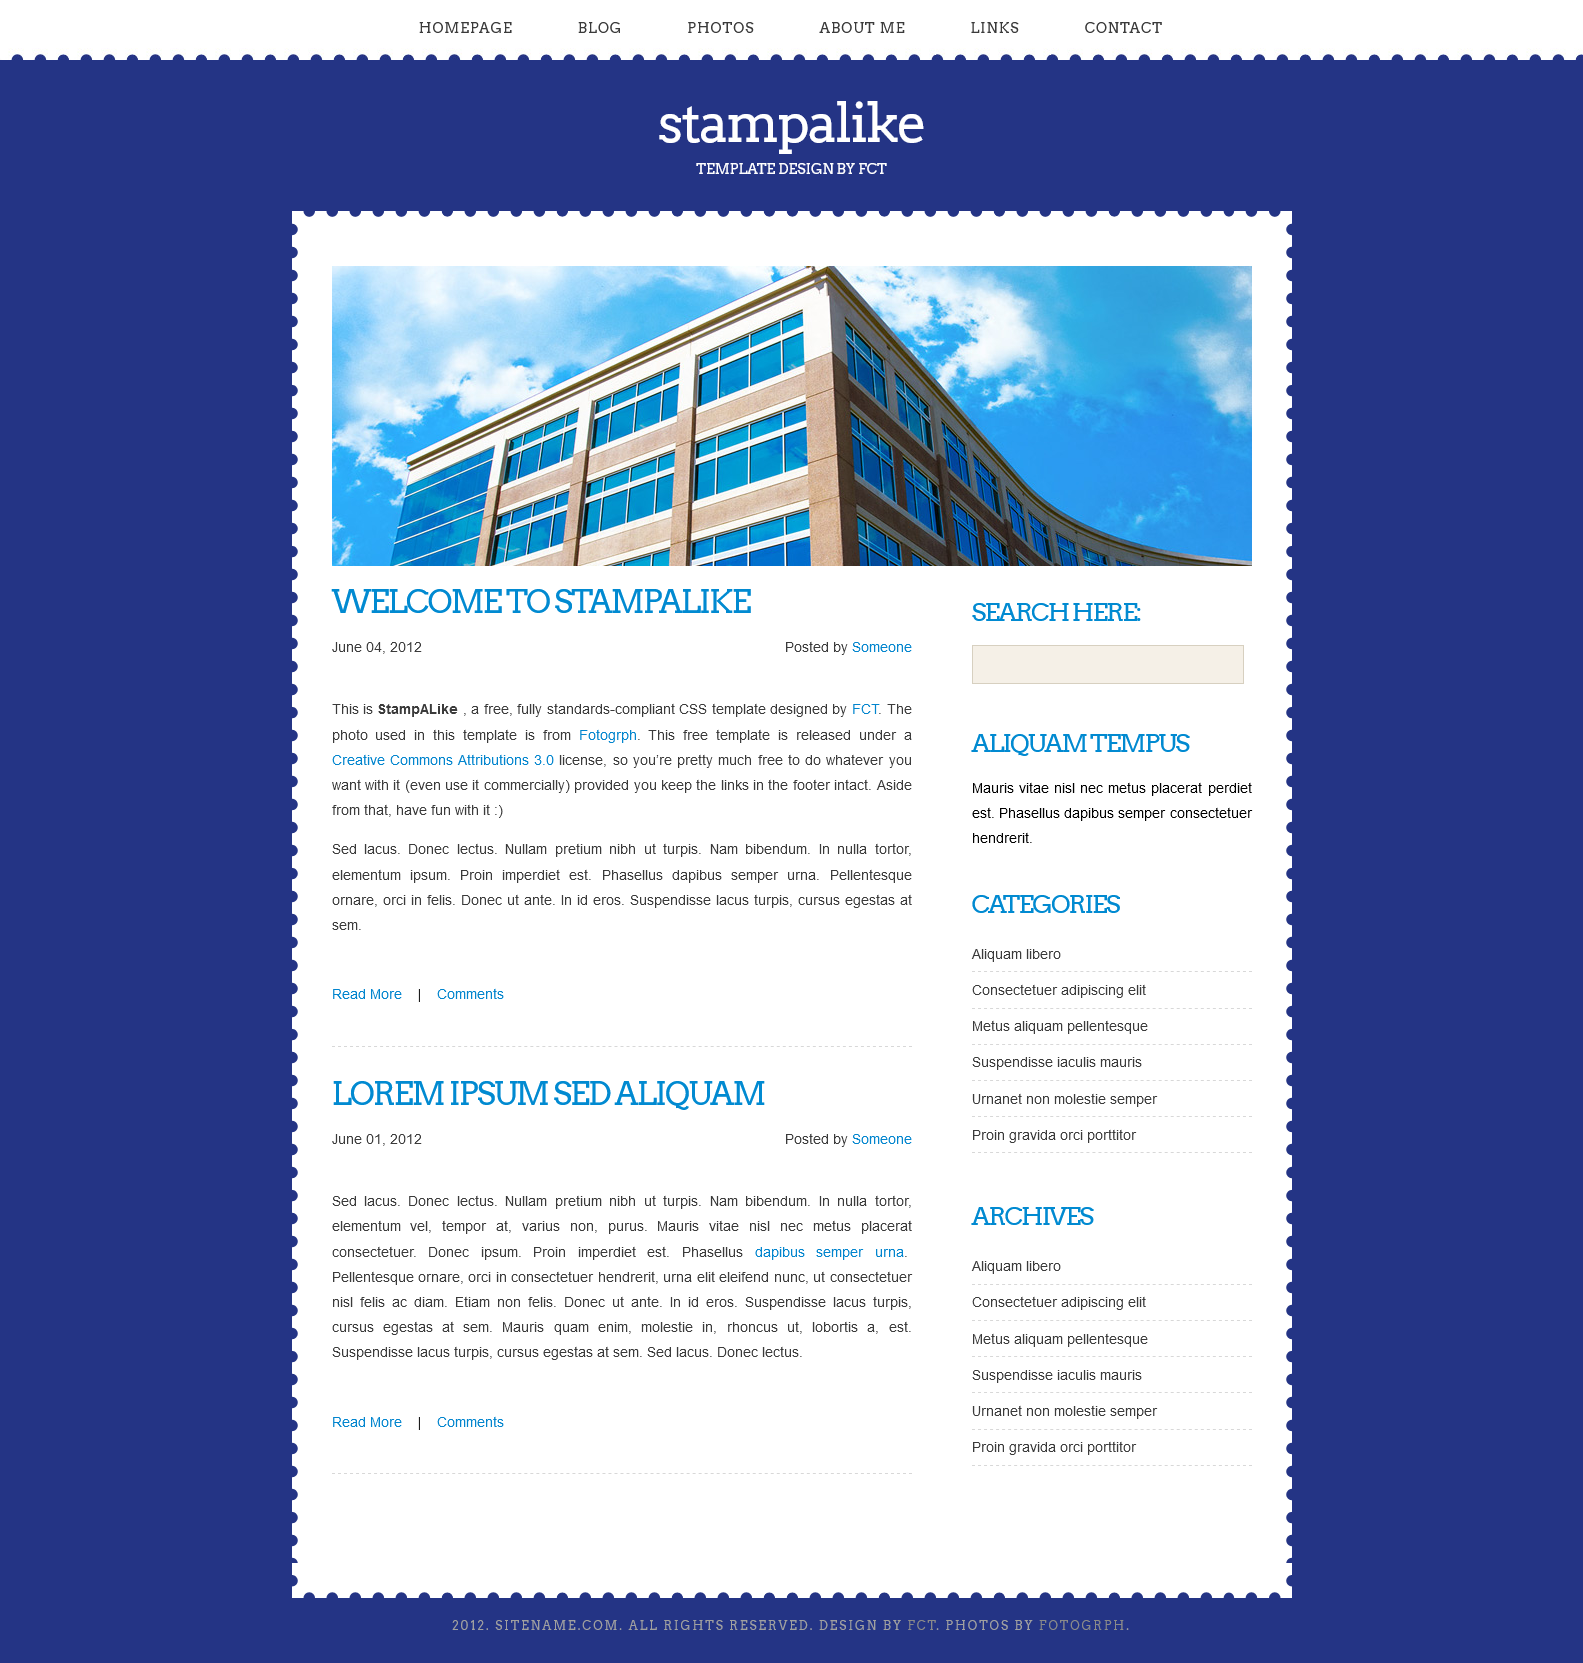 HOMEPAGE BLOG PHOTOS ABOUT ME LINKS CONTACT
stampalike
TEMPLATE DESIGN BY FCT
WELCOME TO STAMPALIKE
June 04, 2012 Posted by Someone
This is StampALike , a free, fully standards-compliant CSS template designed by FCT. The
photo used in this template is from Fotogrph. This free template is released under a
Creative Commons Attributions 3.0 license, so you’re pretty much free to do whatever you
want with it (even use it commercially) provided you keep the links in the footer intact. Aside
from that, have fun with it :)
Sed lacus. Donec lectus. Nullam pretium nibh ut turpis. Nam bibendum. In nulla tortor,
elementum ipsum. Proin imperdiet est. Phasellus dapibus semper urna. Pellentesque
ornare, orci in felis. Donec ut ante. In id eros. Suspendisse lacus turpis, cursus egestas at
sem.
Read More | Comments
LOREM IPSUM SED ALIQUAM
June 01, 2012 Posted by Someone
Sed lacus. Donec lectus. Nullam pretium nibh ut turpis. Nam bibendum. In nulla tortor,
elementum vel, tempor at, varius non, purus. Mauris vitae nisl nec metus placerat
consectetuer. Donec ipsum. Proin imperdiet est. Phasellus dapibus semper urna.
Pellentesque ornare, orci in consectetuer hendrerit, urna elit eleifend nunc, ut consectetuer
nisl felis ac diam. Etiam non felis. Donec ut ante. In id eros. Suspendisse lacus turpis,
cursus egestas at sem. Mauris quam enim, molestie in, rhoncus ut, lobortis a, est.
Suspendisse lacus turpis, cursus egestas at sem. Sed lacus. Donec lectus.
Read More | Comments
SEARCH HERE:
ALIQUAM TEMPUS
Mauris vitae nisl nec metus placerat perdiet
est. Phasellus dapibus semper consectetuer
hendrerit.
CATEGORIES
Aliquam libero
Consectetuer adipiscing elit
Metus aliquam pellentesque
Suspendisse iaculis mauris
Urnanet non molestie semper
Proin gravida orci porttitor
ARCHIVES
Aliquam libero
Consectetuer adipiscing elit
Metus aliquam pellentesque
Suspendisse iaculis mauris
Urnanet non molestie semper
Proin gravida orci porttitor
2012. SITENAME.COM. ALL RIGHTS RESERVED. DESIGN BY FCT. PHOTOS BY FOTOGRPH.